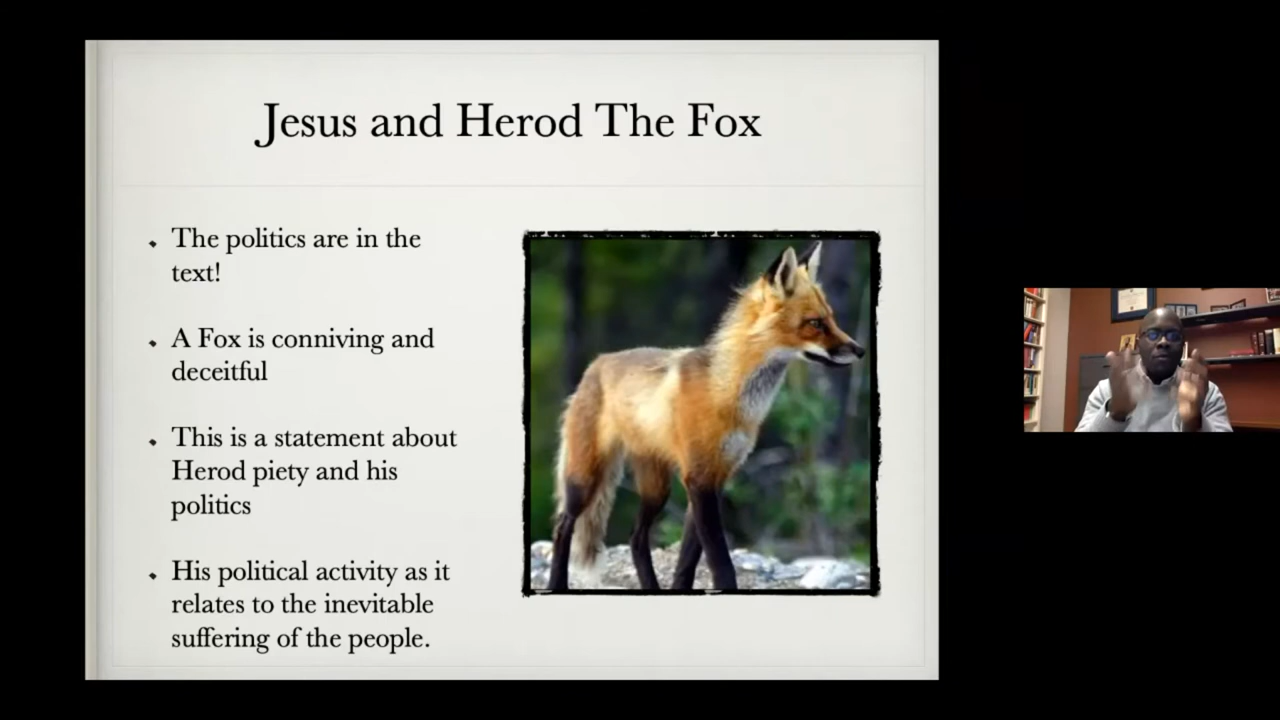 Jesus and Herod The Fox
The politics are in the
text!
A Fox is conniving and
deceitful
This is a statement about
Herod piety and his
politics
His political activity as it
relates to the inevitable
suffering of the people.